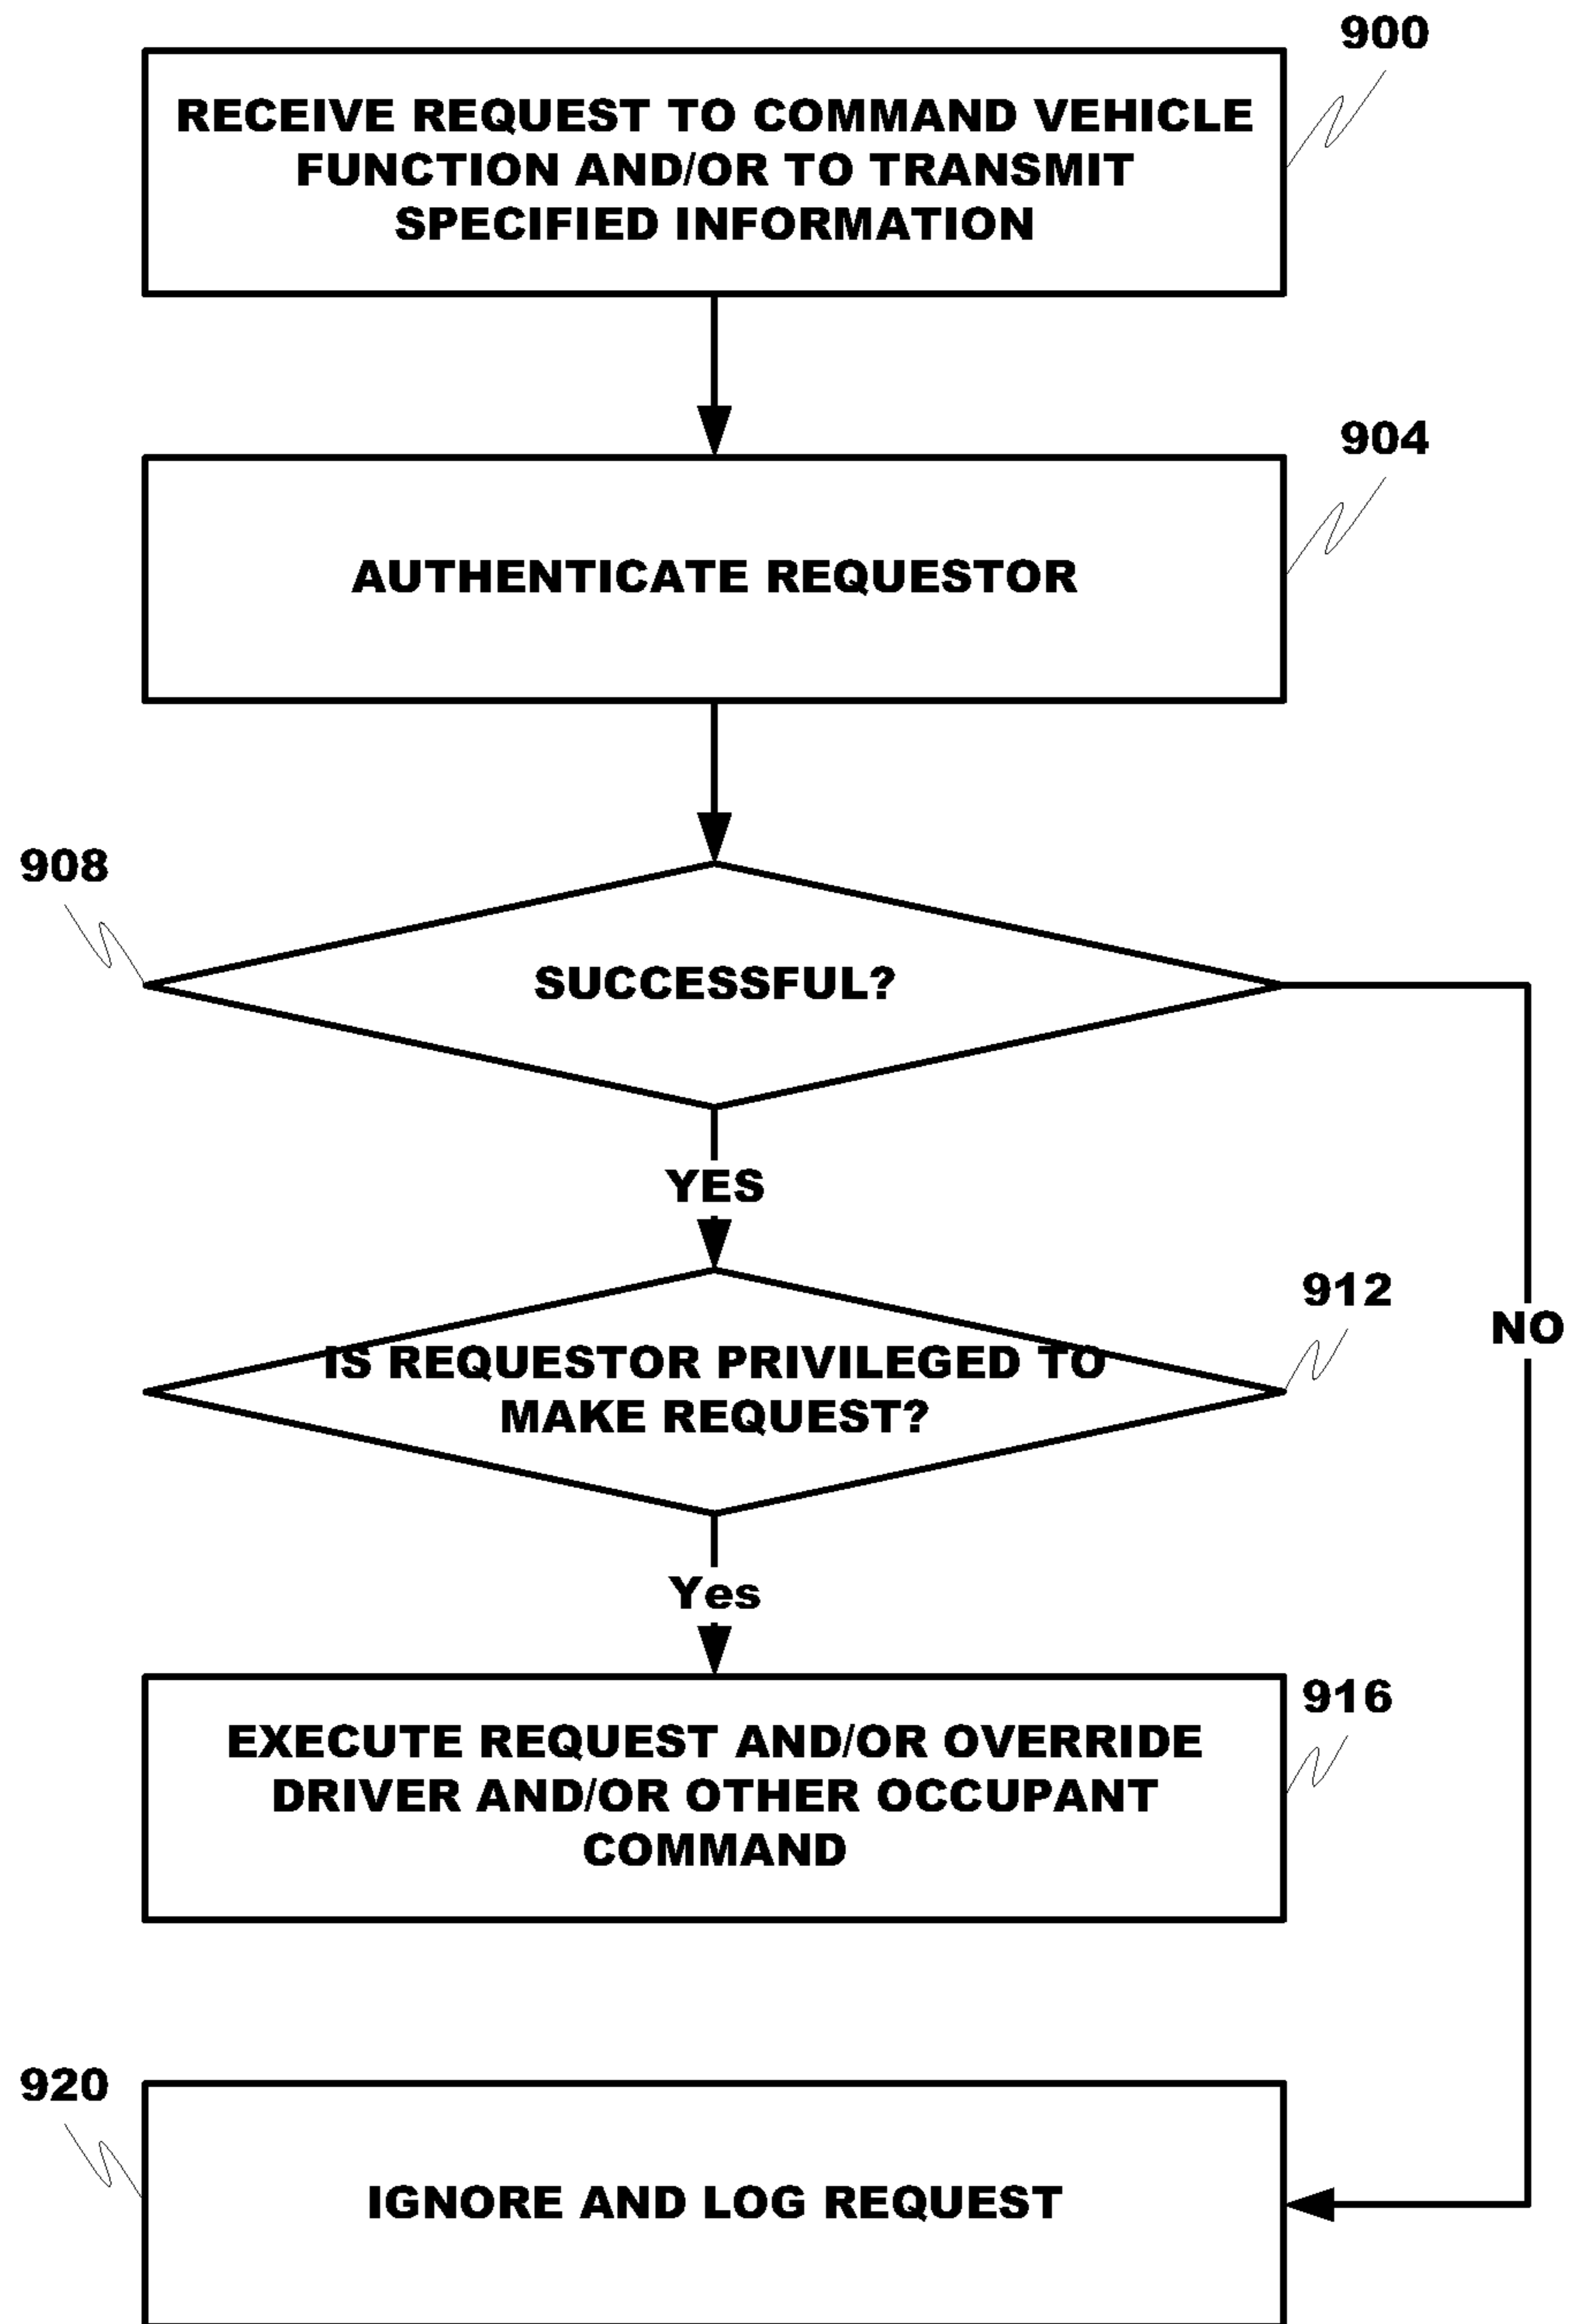 900
RECEIVE REQUEST TO COMMAND VEHICLE
FUNCTION AND/OR TO TRANSMIT
SPECIFIED INFORMATION
904
AUTHENTICATE REQUESTOR
908
SUCCESSFUL?
YES
912
NO
IS REQUESTOR PRIVILEGED TO
MAKE REQUEST?
Yes
916
EXECUTE REQUEST AND/OR OVERRIDE
DRIVER AND/OR OTHER OCCUPANT
COMMAND
920
IGNORE AND LOG REQUEST